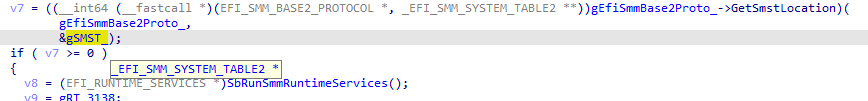 v7 = ((__int64 (__fastcall *)(EFI_SMM_BASE2_PROTOCOL *, _EFI_SMM_SYSTEM_TABLE2 **))gEfiSmmBase2Proto_->GetSmstLocation)(
gEfiSmmBase2Proto_,
&gSMST_);
if ( v7 >= 0 )
{
_EFI_SMM_SYSTEM_TABLE2 *
v8 = (EFI_RUNTIME_SERVICES *)SbRunSmmRuntimeServices();
v9 = gRT_3138;